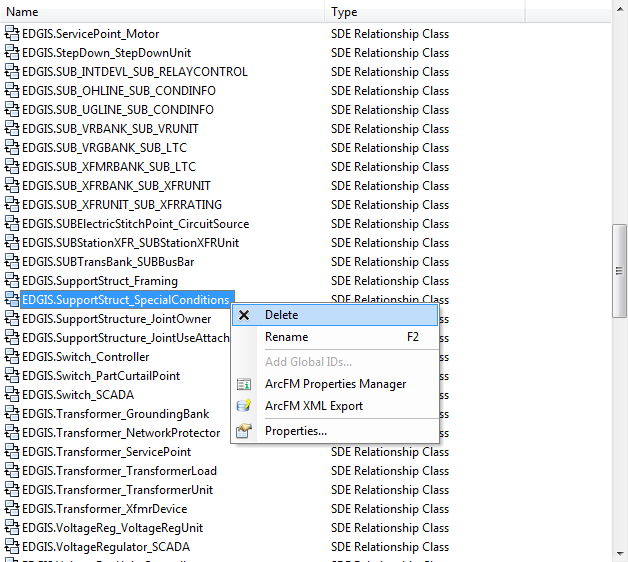 Name Type
EDGIS.ServicePoint_Motor SDE Relationship Class
EDGIS.StepDown_StepDownUnit SDE Relationship Class
EDGIS.SUB_INTDEVL_SUB_RELAYCONTROL SDE Relationship Class
EDGIS.SUB_OHLINE_SUB_CONDINFO SDE Relationship Class
EDGIS.SUB_UGLINE_SUB_CONDINFO SDE Relationship Class
EDGIS.SUB_VRBANK_SUB_VRUNIT SDE Relationship Class
EDGIS.SUB_VRGBANK_SUB_LTC SDE Relationship Class
EDGIS.SUB_XFMRBANK_SUB_LTC SDE Relationship Class
EDGIS.SUB_XFRBANK_SUB_XFRUNIT SDE Relationship Class
EDGIS.SUB_XFRUNIT_SUB_XFRRATING SDE Relationship Class
EDGIS.SUBElectricStitchPoint_CircuitSource SDE Relationship Class
EDGIS.SUBStationXFR_SUBStationXFRUnit SDE Relationship Class
EDGIS.SUBTransBank_SUBBusBar SDE Relationship Class
EDGIS.SupportStruct_Framing SDE Relationship Class
EDGIS.SupportStruct_SpecialConditions SDE Relationship Class
EDGIS.SupportStructure_JointOwner
EDGIS.SupportStructure_JointUseAttach
EDGIS.Switch_Controller
EDGIS.Switch_PartCurtailPoint
EDGIS.Switch_SCADA
EDGIS.Transformer_GroundingBank
EDGIS.Transformer_NetworkProtector
Delete
Rename F2
Add Global IDs...
ArcFM Properties Manager
ArcFM XML Export
Properties...
EDGIS.Transformer_ServicePoint SDE Relationship Class
EDGIS.Transformer_TransformerLoad SDE Relationship Class
EDGIS.Transformer_TransformerUnit SDE Relationship Class
EDGIS.Transformer_XfmrDevice SDE Relationship Class
EDGIS.VoltageReg_VoltageRegUnit SDE Relationship Class
EDGIS.VoltageRegulator_SCADA SDE Relationship Class